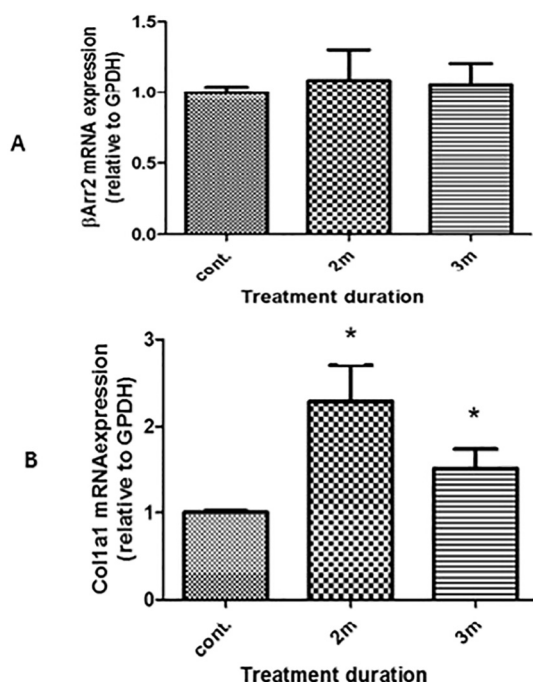 A
βArr2 mRNA expression
(relative to GPDH)
1.5
1.0
0.5
0.0
cont.
2m
3m
Treatment duration
B
Col1a1 mRNAexpression
(relative to GPDH)
3
2
1
0
*
*
cont.
2m
3m
Treatment duration